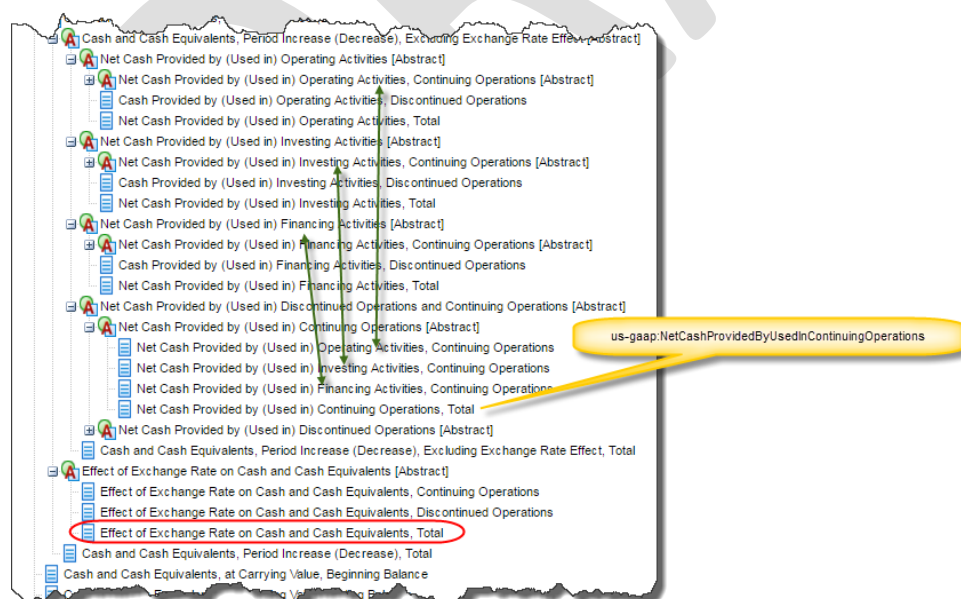 Cash and Cash Equivalents, Period Increase (Decrease), Excluding Exchange Rate Effect [Abstract]
Net Cash Provided by (Used in) Operating Activities [Abstract]
Net Cash Provided by (Used in) Operating Activities, Continuing Operations [Abstract]
Cash Provided by (Used in) Operating Activities, Discontinued Operations
Net Cash Provided by (Used in) Operating Activities, Total
Net Cash Provided by (Used in) Investing Activities [Abstract]
Net Cash Provided by (Used in) Investing Activities, Continuing Operations [Abstract]
Cash Provided by (Used in) Investing Activities, Discontinued Operations
Net Cash Provided by (Used in) Investing Activities, Total
Net Cash Provided by (Used in) Financing Activities [Abstract]
Net Cash Provided by (Used in) Financing Activities, Continuing Operations [Abstract]
Cash Provided by (Used in) Financing Activities, Discontinued Operations
Net Cash Provided by (Used in) Financing Activities, Total
Net Cash Provided by (Used in) Discontinued Operations and Continuing Operations [Abstract]
Net Cash Provided by (Used in) Continuing Operations [Abstract]
Net Cash Provided by (Used in) Operating Activities, Continuing Operations
us-gaap:NetCashProvidedByUsedInContinuingOperations
Net Cash Provided by (Used in) Investing Activities, Continuing Operations
Net Cash Provided by (Used in) Financing Activities, Continuing Operations
Net Cash Provided by (Used in) Continuing Operations, Total
Net Cash Provided by (Used in) Discontinued Operations [Abstract]
Cash and Cash Equivalents, Period Increase (Decrease), Excluding Exchange Rate Effect, Total
Effect of Exchange Rate on Cash and Cash Equivalents [Abstract]
Effect of Exchange Rate on Cash and Cash Equivalents, Continuing Operations
Effect of Exchange Rate on Cash and Cash Equivalents, Discontinued Operations
Effect of Exchange Rate on Cash and Cash Equivalents, Total
Cash and Cash Equivalents, Period Increase (Decrease), Total
Cash and Cash Equivalents, at Carrying Value, Beginning Balance